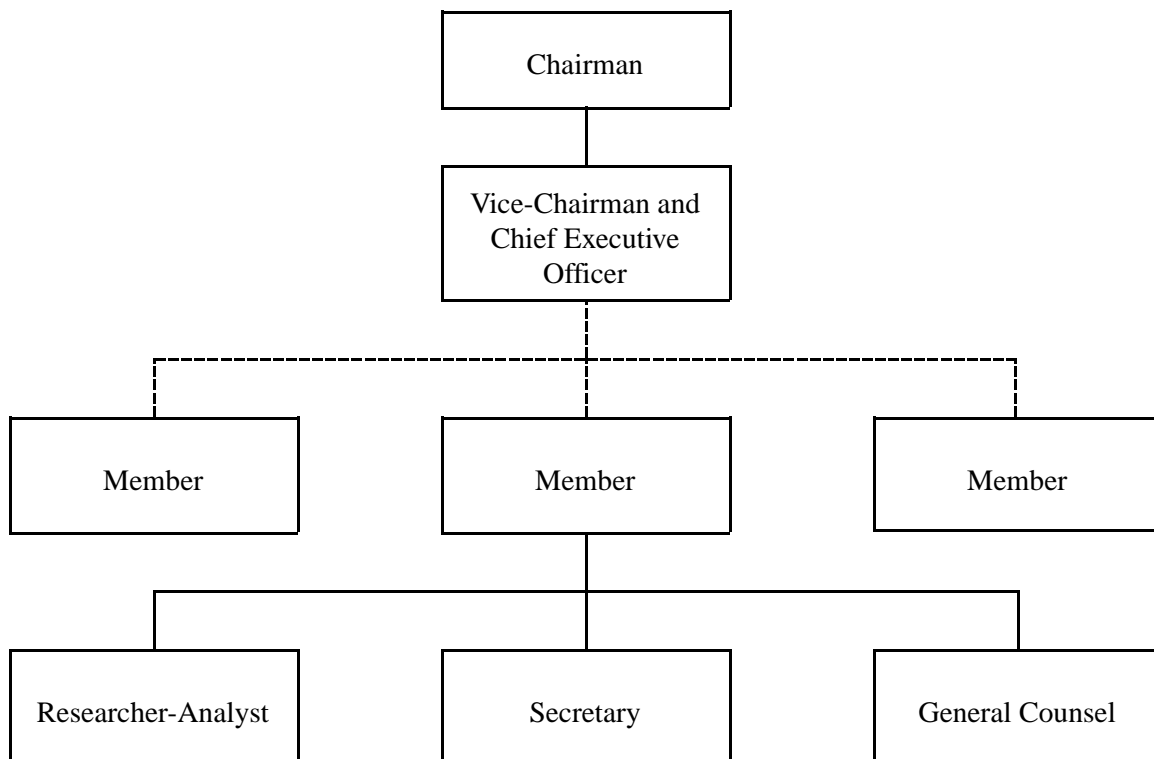 Chairman
Vice-Chairman and
Chief Executive
Officer
Member
Member
Member
Researcher-Analyst
Secretary
General Counsel